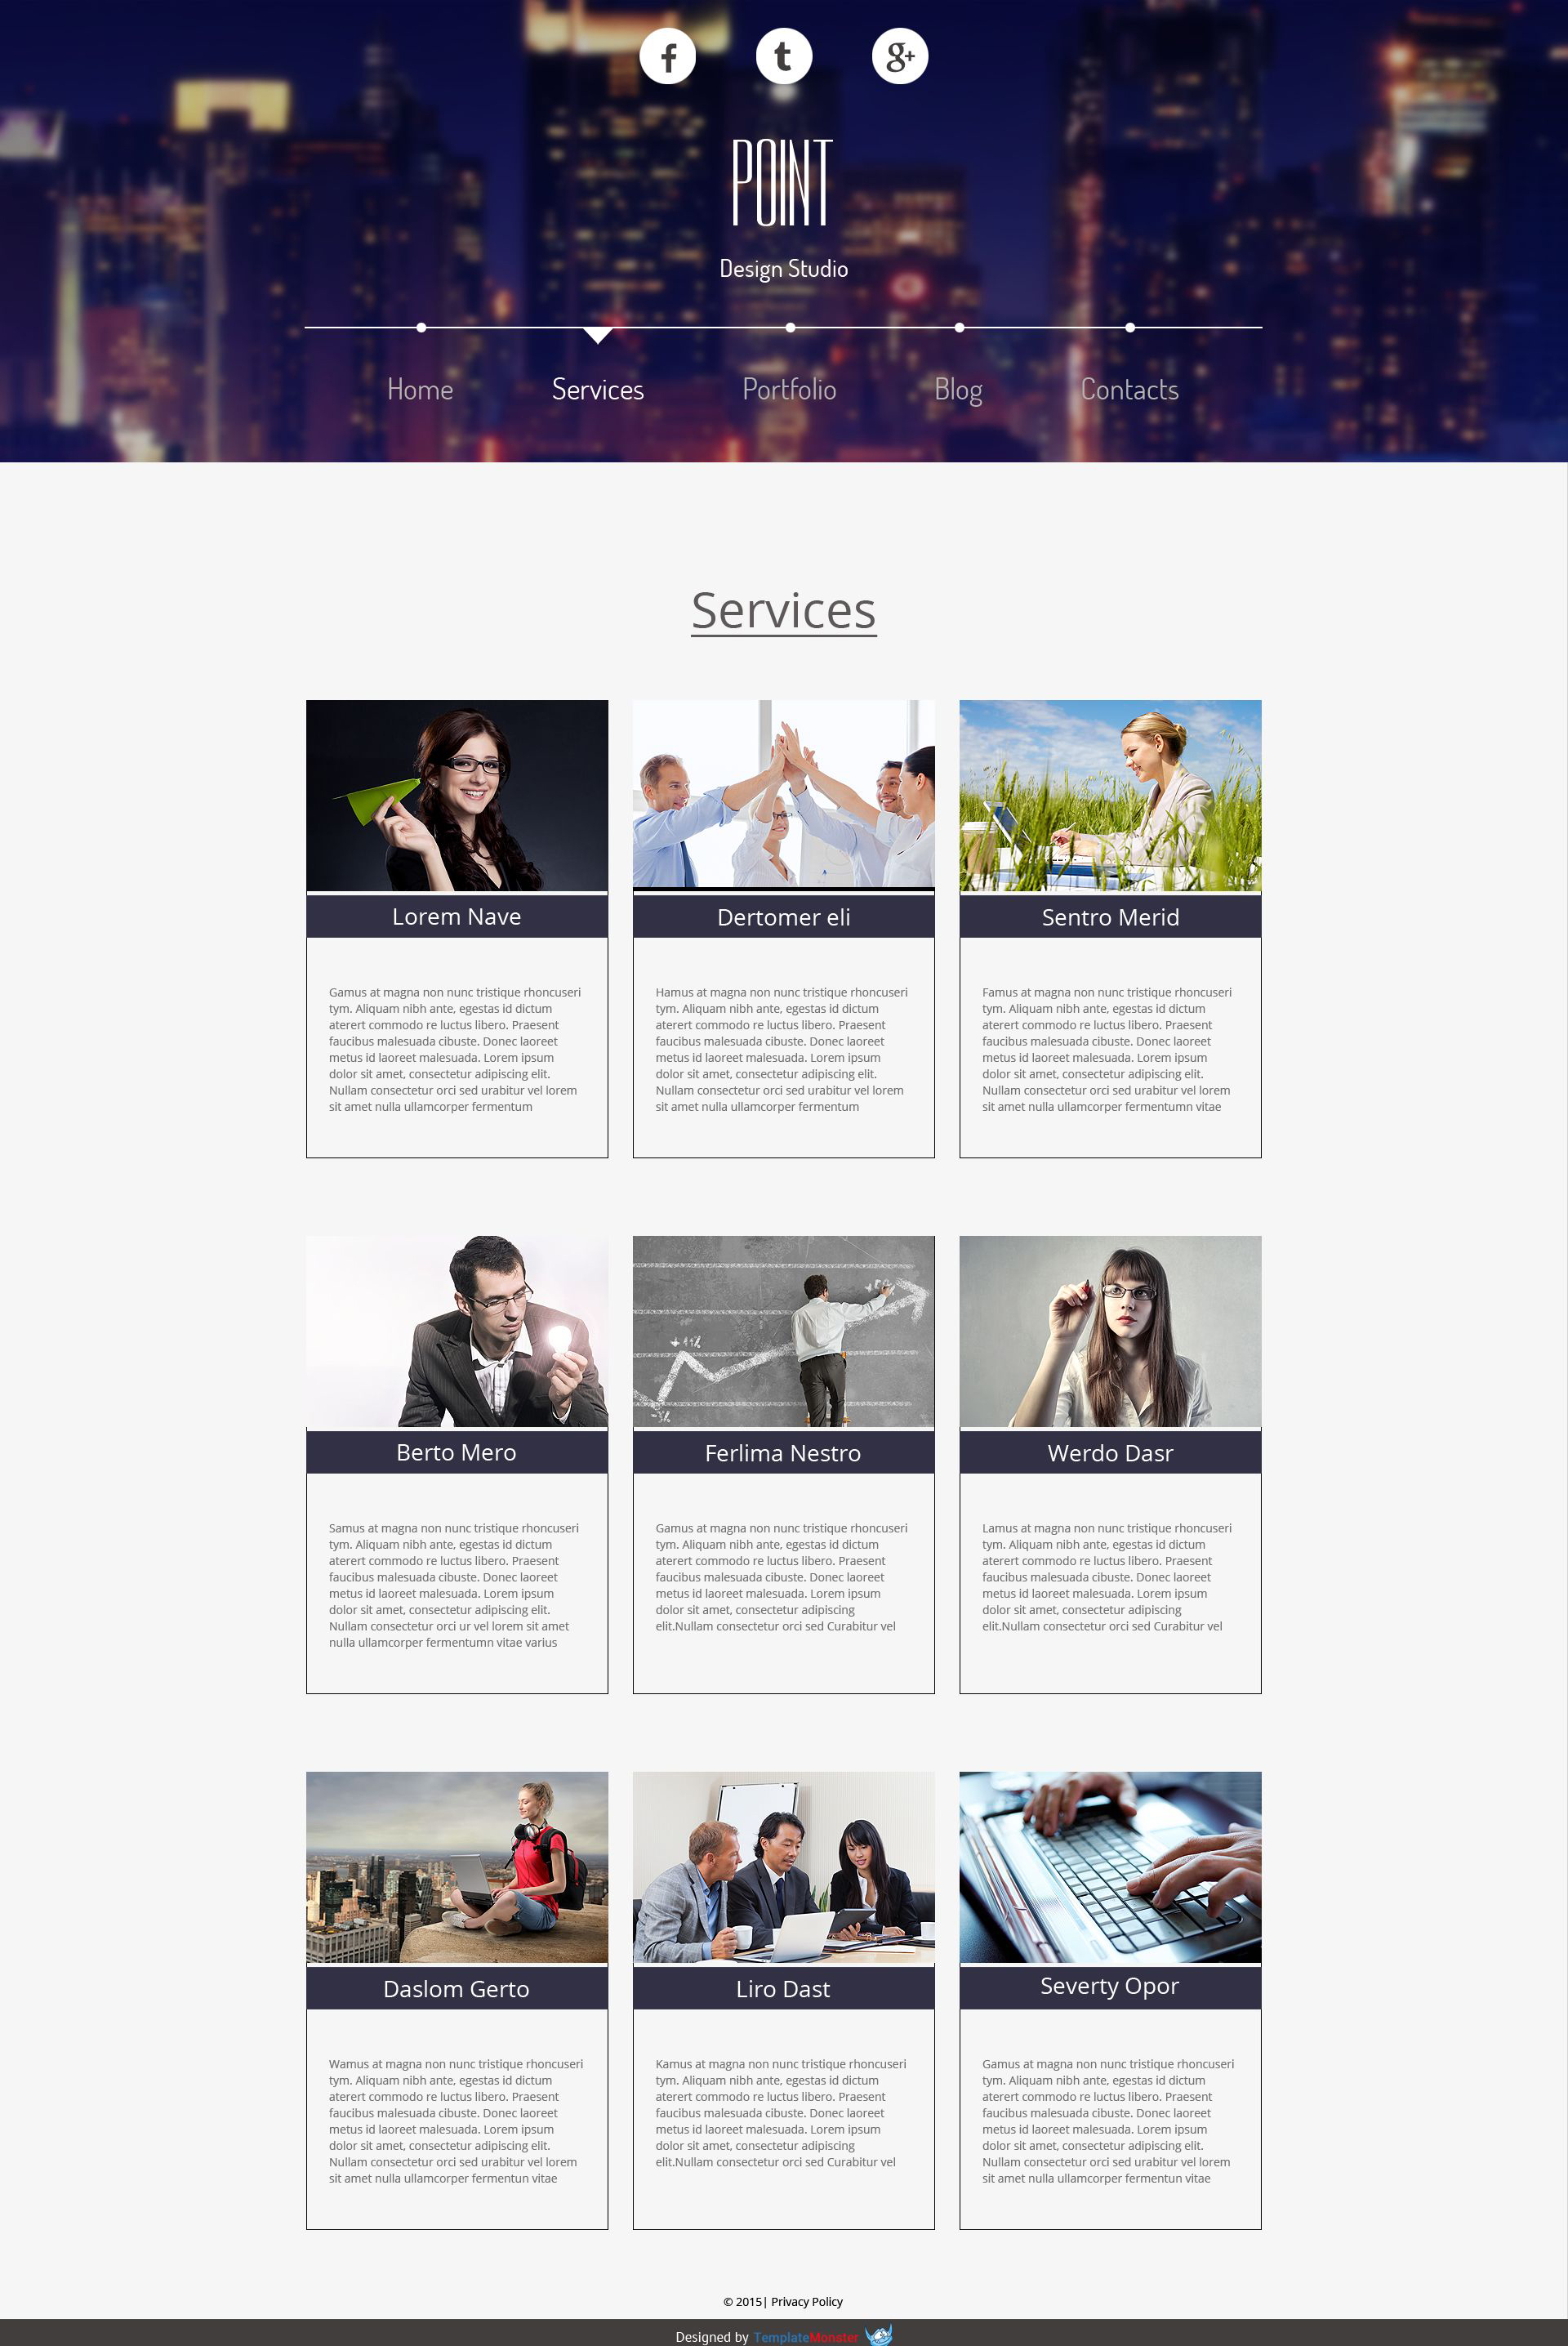 f t g+
POINT
Design Studio
Home Services Portfolio Blog Contacts
Services
Lorem Nave
Gamus at magna non nunc tristique rhoncuseri
tym. Aliquam nibh ante, egestas id dictum
aterert commodo re luctus libero. Praesent
faucibus malesuada cibuste. Donec laoreet
metus id laoreet malesuada. Lorem ipsum
dolor sit amet, consectetur adipiscing elit.
Nullam consectetur orci sed urabitur vel lorem
sit amet nulla ullamcorper fermentum
Dertomer eli
Hamus at magna non nunc tristique rhoncuseri
tym. Aliquam nibh ante, egestas id dictum
aterert commodo re luctus libero. Praesent
faucibus malesuada cibuste. Donec laoreet
metus id laoreet malesuada. Lorem ipsum
dolor sit amet, consectetur adipiscing elit.
Nullam consectetur orci sed urabitur vel lorem
sit amet nulla ullamcorper fermentum
Sentro Merid
Famus at magna non nunc tristique rhoncuseri
tym. Aliquam nibh ante, egestas id dictum
aterert commodo re luctus libero. Praesent
faucibus malesuada cibuste. Donec laoreet
metus id laoreet malesuada. Lorem ipsum
dolor sit amet, consectetur adipiscing elit.
Nullam consectetur orci sed urabitur vel lorem
sit amet nulla ullamcorper fermentumn vitae
Berto Mero
Samus at magna non nunc tristique rhoncuseri
tym. Aliquam nibh ante, egestas id dictum
aterert commodo re luctus libero. Praesent
faucibus malesuada cibuste. Donec laoreet
metus id laoreet malesuada. Lorem ipsum
dolor sit amet, consectetur adipiscing elit.
Nullam consectetur orci ur vel lorem sit amet
nulla ullamcorper fermentumn vitae varius
Ferlima Nestro
Gamus at magna non nunc tristique rhoncuseri
tym. Aliquam nibh ante, egestas id dictum
aterert commodo re luctus libero. Praesent
faucibus malesuada cibuste. Donec laoreet
metus id laoreet malesuada. Lorem ipsum
dolor sit amet, consectetur adipiscing
elit.Nullam consectetur orci sed Curabitur vel
Werdo Dasr
Lamus at magna non nunc tristique rhoncuseri
tym. Aliquam nibh ante, egestas id dictum
aterert commodo re luctus libero. Praesent
faucibus malesuada cibuste. Donec laoreet
metus id laoreet malesuada. Lorem ipsum
dolor sit amet, consectetur adipiscing
elit.Nullam consectetur orci sed Curabitur vel
Daslom Gerto
Wamus at magna non nunc tristique rhoncuseri
tym. Aliquam nibh ante, egestas id dictum
aterert commodo re luctus libero. Praesent
faucibus malesuada cibuste. Donec laoreet
metus id laoreet malesuada. Lorem ipsum
dolor sit amet, consectetur adipiscing elit.
Nullam consectetur orci sed urabitur vel lorem
sit amet nulla ullamcorper fermentun vitae
Liro Dast
Kamus at magna non nunc tristique rhoncuseri
tym. Aliquam nibh ante, egestas id dictum
aterert commodo re luctus libero. Praesent
faucibus malesuada cibuste. Donec laoreet
metus id laoreet malesuada. Lorem ipsum
dolor sit amet, consectetur adipiscing
elit.Nullam consectetur orci sed Curabitur vel
Severty Opor
Gamus at magna non nunc tristique rhoncuseri
tym. Aliquam nibh ante, egestas id dictum
aterert commodo re luctus libero. Praesent
faucibus malesuada cibuste. Donec laoreet
metus id laoreet malesuada. Lorem ipsum
dolor sit amet, consectetur adipiscing elit.
Nullam consectetur orci sed urabitur vel lorem
sit amet nulla ullamcorper fermentun vitae
© 2015| Privacy Policy
Designed by TemplateMonster